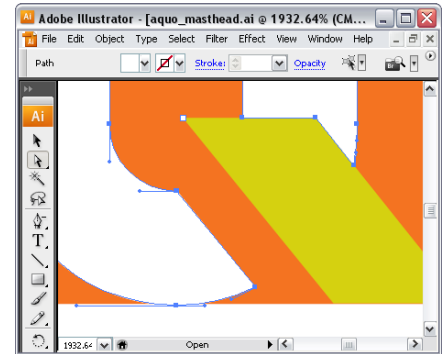 Adobe Illustrator - [aquo_masthead.ai @ 1932.64% (CM...
File Edit Object Type Select Filter Effect View Window Help
Path Stroke: Opacity
Ai
T
1932.64 Open